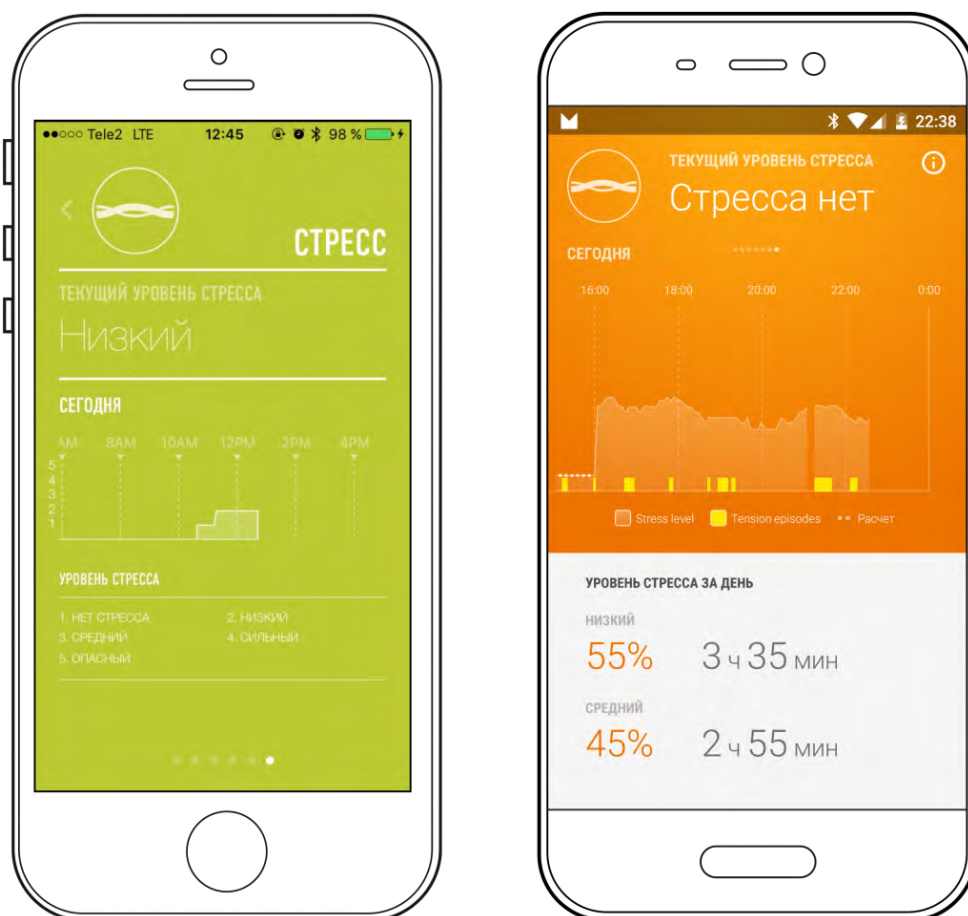 Tele2 LTE 12:45 98 %
СТРЕСС
ТЕКУЩИЙ УРОВЕНЬ СТРЕССА
Низкий
СЕГОДНЯ
AM 8AM 10AM 12PM 2PM 4PM
5
4
3
2
1
УРОВЕНЬ СТРЕССА
1. НЕТ СТРЕССА 2. НИЗКИЙ
3. СРЕДНИЙ 4. СИЛЬНЫЙ
5. ОПАСНЫЙ
22:38
ТЕКУЩИЙ УРОВЕНЬ СТРЕССА
Стресса нет
СЕГОДНЯ
16:00 18:00 20:00 22:00 0:00
Stress level Tension episodes Расчет
УРОВЕНЬ СТРЕССА ЗА ДЕНЬ
НИЗКИЙ
55% 3 ч 35 мин
СРЕДНИЙ
45% 2 ч 55 мин